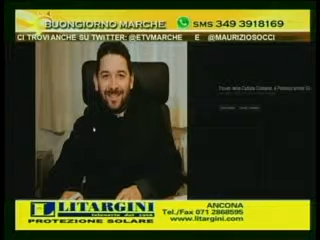 BUONGIORNO MARCHE SMS 349 3918169
CI TROVI ANCHE SU TWITTER: @ETVMARCHE E @MAURIZIOSOCCI
LITARGINI
PROTEZIONE SOLARE
ANCONA
Tel./Fax 071 2868595
www.litargini.com